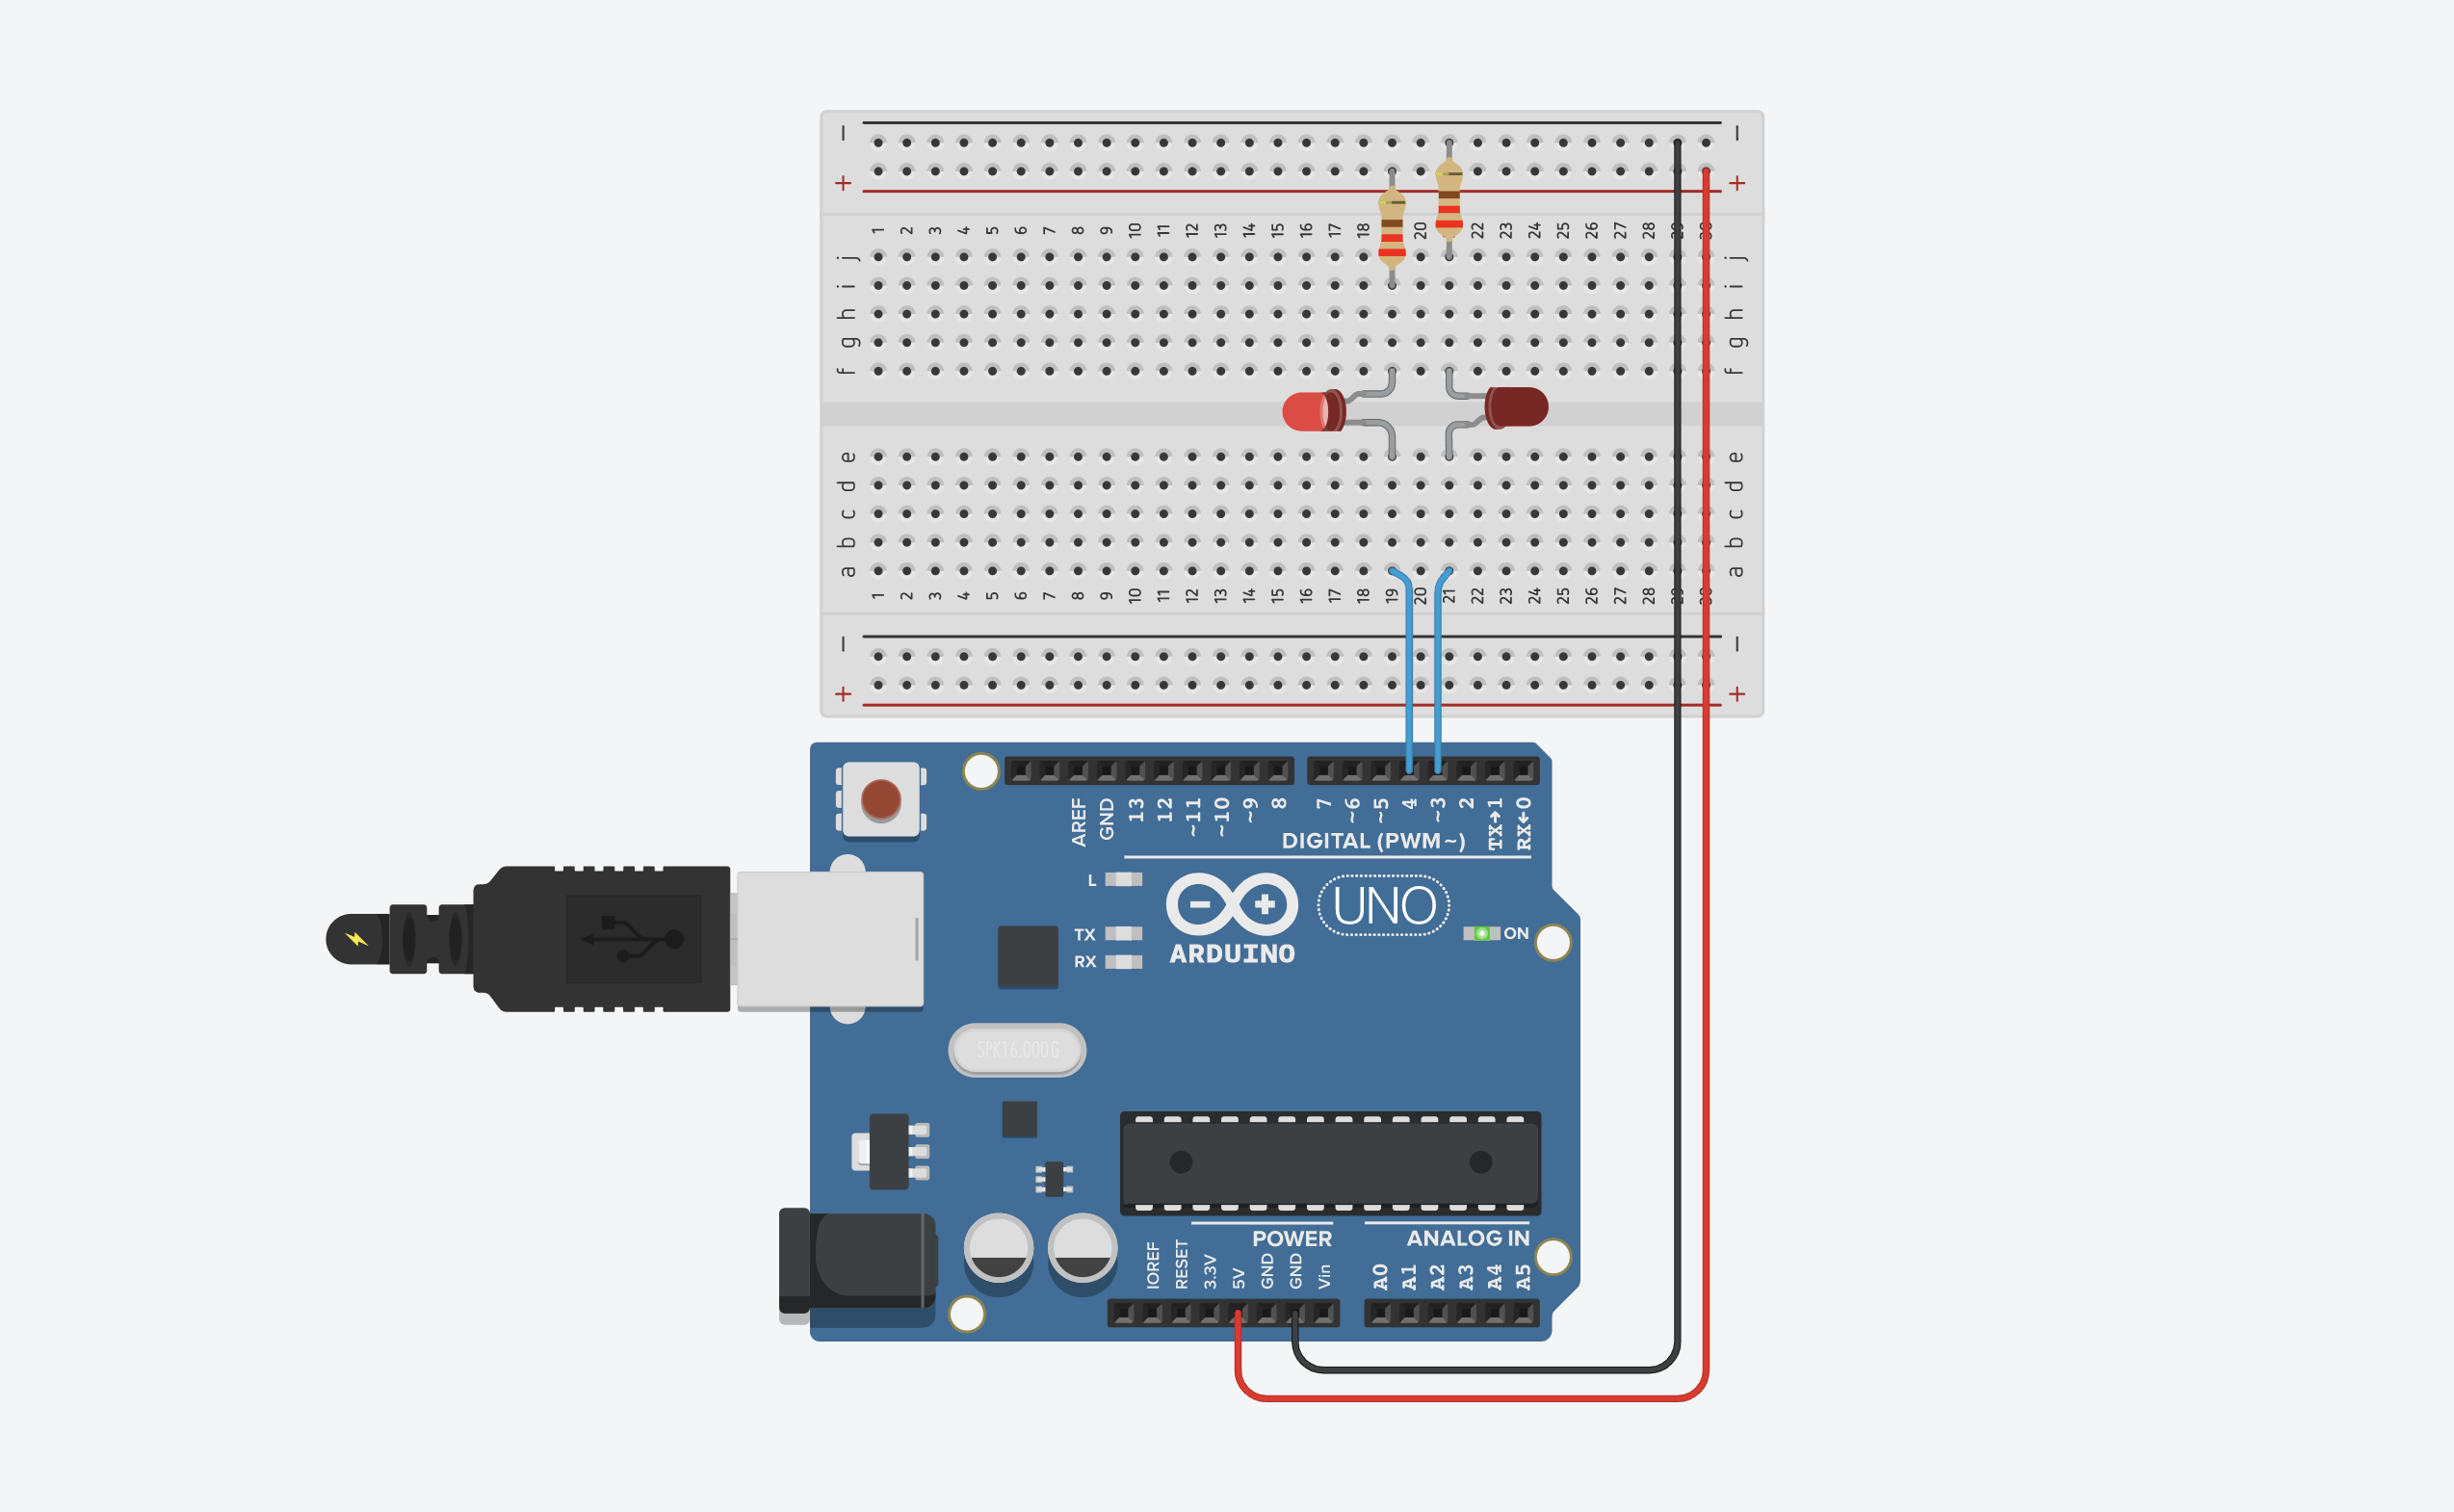 − −
+ +
1 2 3 4 5 6 7 8 9 10 11 12 13 14 15 16 17 18 20 22 23 24 25 26 27 28 29 30
j j
i i
h h
g g
f f
e e
d d
c c
b b
a a
1 2 3 4 5 6 7 8 9 10 11 12 13 14 15 16 17 18 19 20 21 22 23 24 25 26 27 28 29 30
− −
+ +
AREF GND 13 12 ~11 ~10 ~9 8 7 ~6 ~5 4 ~3 2 TX→1 RX←0
DIGITAL (PWM~)
L
UNO
TX
ON
RX
ARDUINO
SPK16.000G
POWER ANALOG IN
IOREF RESET 3.3V 5V GND GND Vin A0 A1 A2 A3 A4 A5